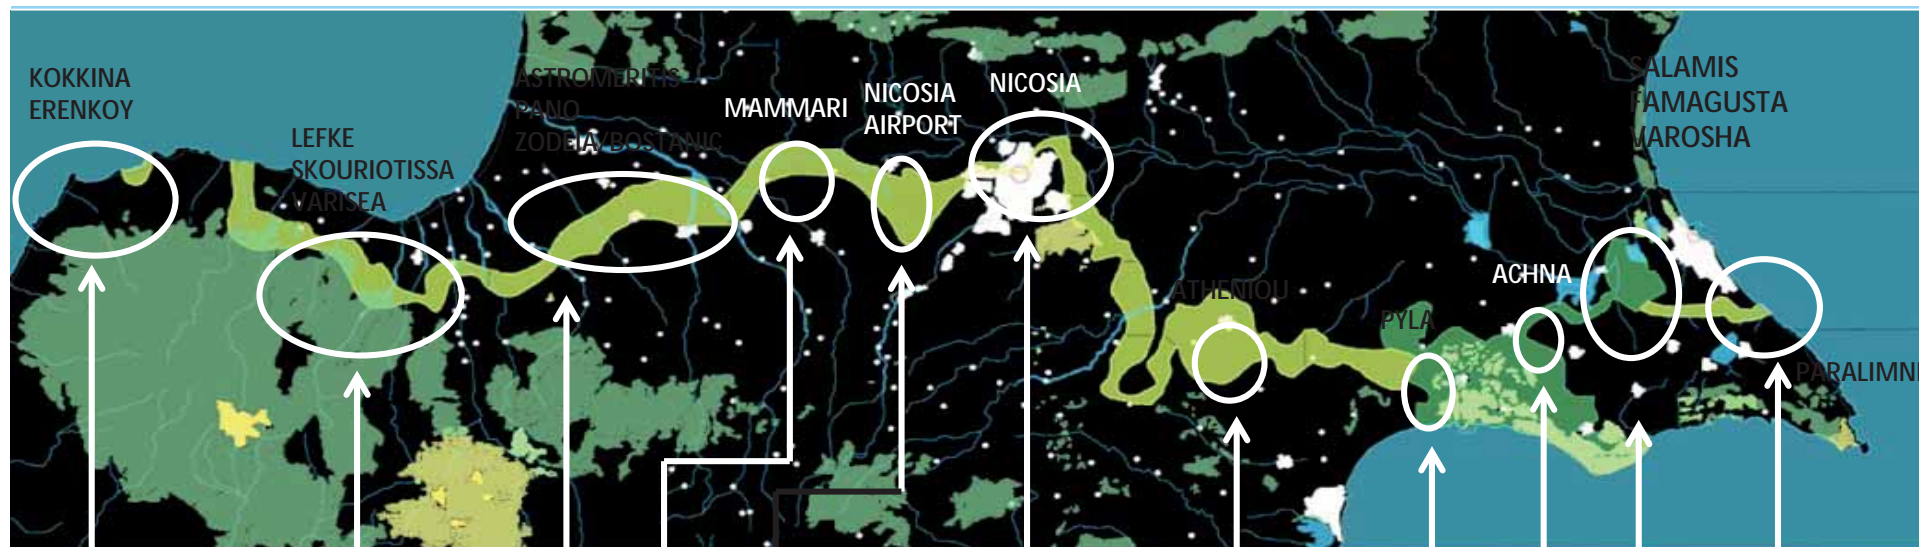 KOKKINA
ERENKOY
LEFKE
SKOURIOTISSA
VARISEA
ASTROMERITIS
PANO
ZODEIA/BOSTANIC
MAMMARI
NICOSIA
AIRPORT
NICOSIA
ATHENIOU
PYLA
ACHNA
SALAMIS
FAMAGUSTA
VAROSHA
PARALIMNI